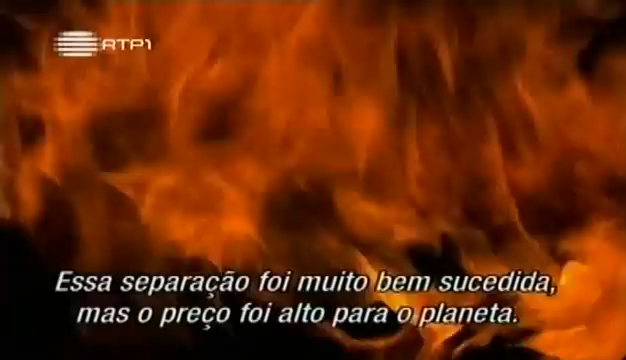 RTP1
Essa separação foi muito bem sucedida,
mas o preço foi alto para o planeta.